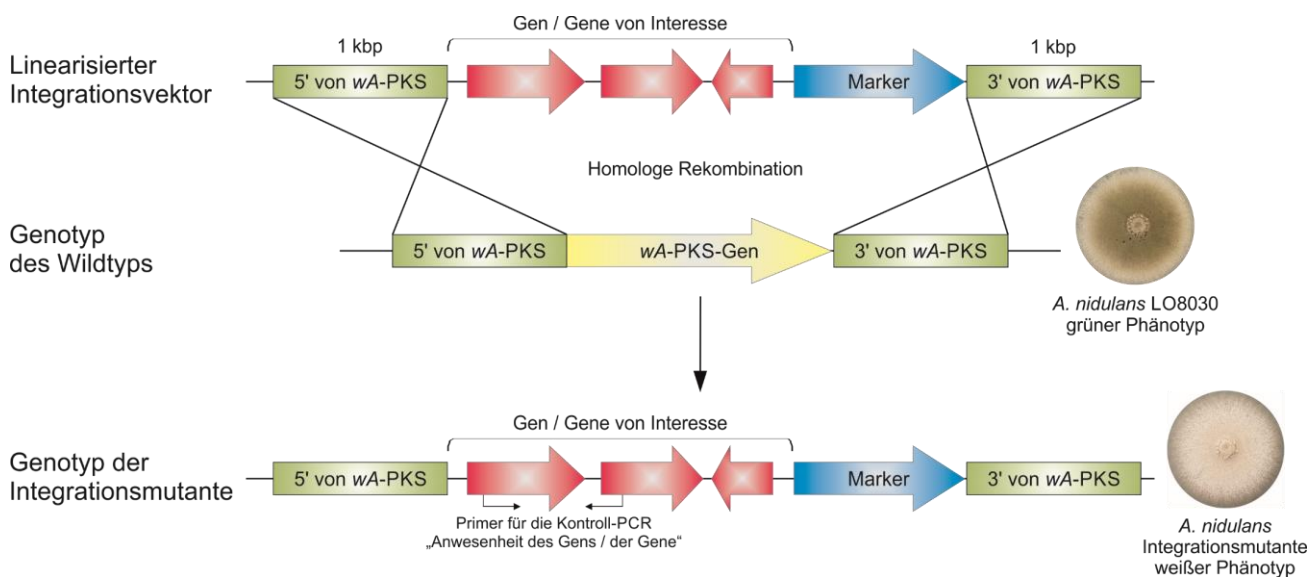 Gen / Gene von Interesse
1 kbp
1 kbp
Linearisierter
Integrationsvektor
5' von wA-PKS
Marker
3' von wA-PKS
Homologe Rekombination
Genotyp
des Wildtyps
5' von wA-PKS
wA-PKS-Gen
3' von wA-PKS
A. nidulans LO8030
grüner Phänotyp
Gen / Gene von Interesse
Genotyp der
Integrationsmutante
5' von wA-PKS
Marker
3' von wA-PKS
Primer für die Kontroll-PCR
„Anwesenheit des Gens / der Gene“
A. nidulans
Integrationsmutante
weißer Phänotyp